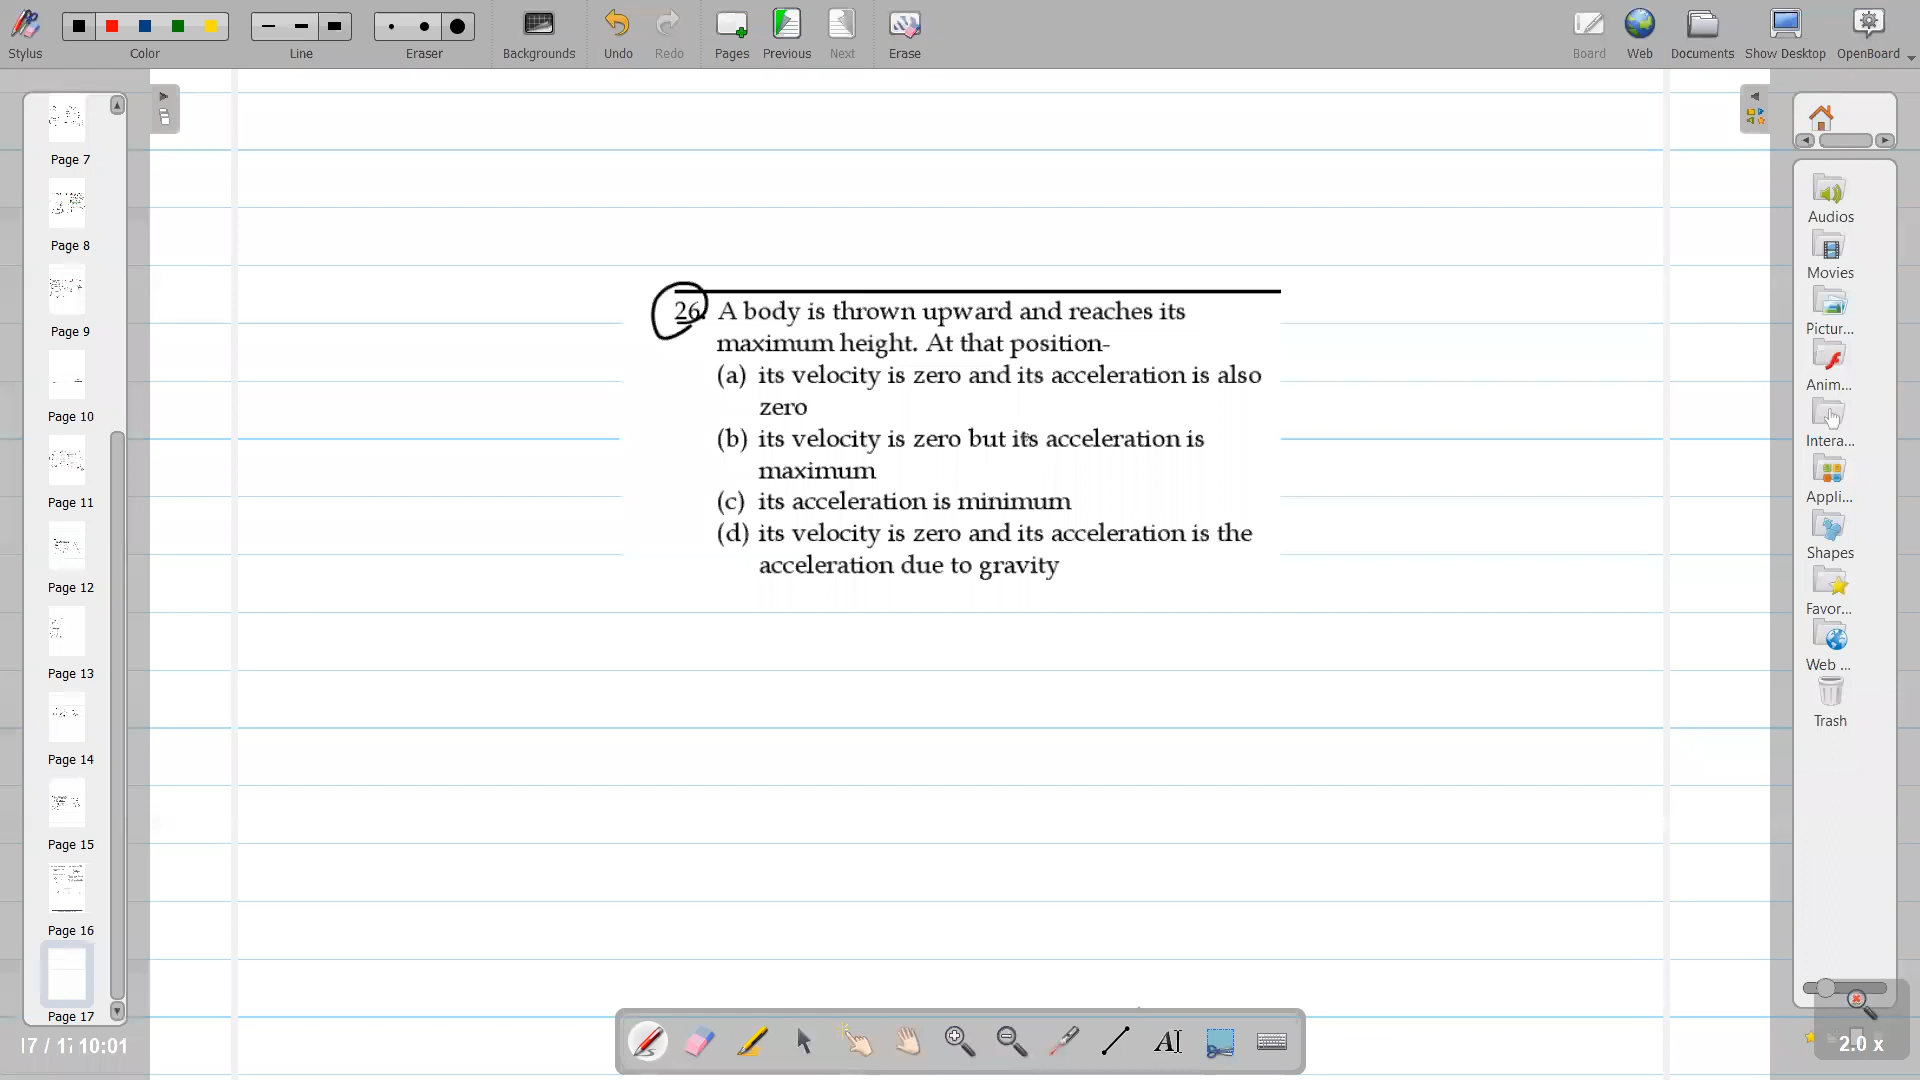 Stylus
Color
Line
Eraser
Backgrounds
Undo
Redo
Pages
Previous
Next
Erase
Board
Web
Documents
Show Desktop
OpenBoard
Page 7
Page 8
Page 9
Page 10
Page 11
Page 12
Page 13
Page 14
Page 15
Page 16
Page 17
17 / 17
10:01
26. A body is thrown upward and reaches its
maximum height. At that position-
(a) its velocity is zero and its acceleration is also
zero
(b) its velocity is zero but its acceleration is
maximum
(c) its acceleration is minimum
(d) its velocity is zero and its acceleration is the
acceleration due to gravity
Audios
Movies
Pictur...
Anim...
Intera...
Appli...
Shapes
Favor...
Web ...
Trash
2.0 x
AI